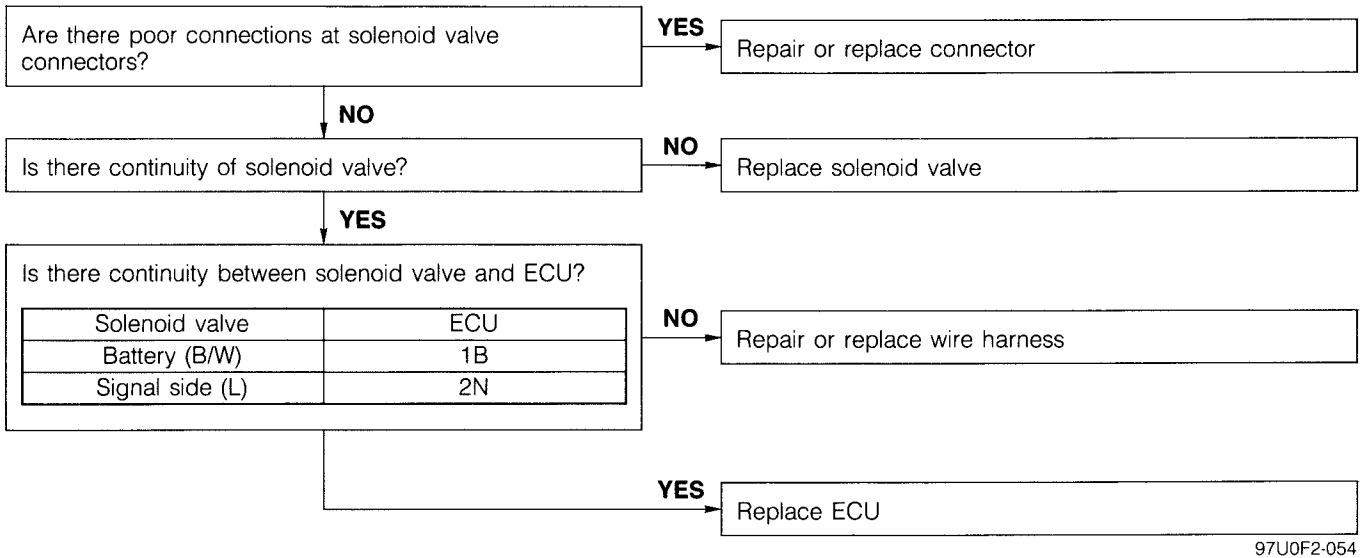 Are there poor connections at solenoid valve
connectors?
YES
Repair or replace connector
NO
Is there continuity of solenoid valve?
NO
Replace solenoid valve
YES
Is there continuity between solenoid valve and ECU?
Solenoid valve ECU
Battery (B/W) 1B
Signal side (L) 2N
NO
Repair or replace wire harness
YES
Replace ECU
97U0F2-054